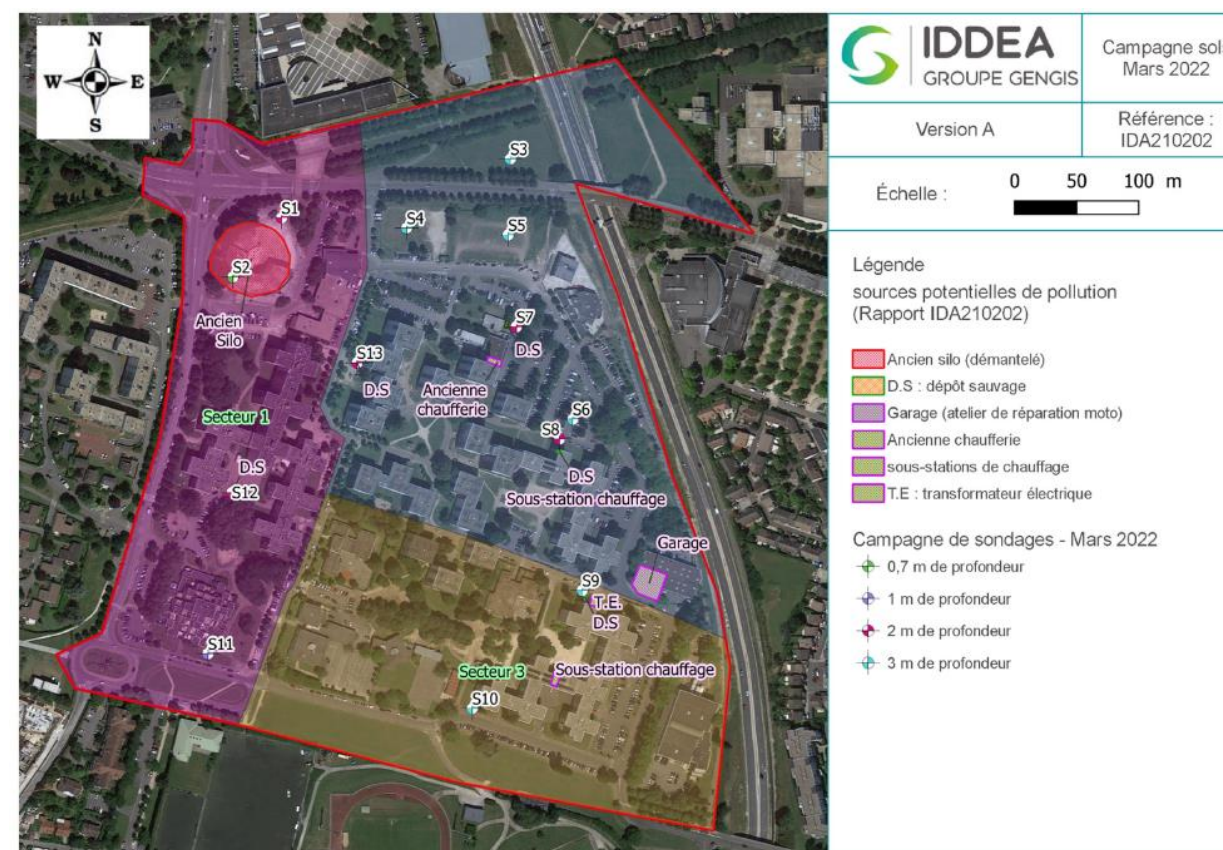 N
W E
S
IDDEA
GROUPE GENGIS
Campagne sol
Mars 2022
Version A
Référence :
IDA210202
Échelle :
0 50 100 m
Légende
sources potentielles de pollution
(Rapport IDA210202)
Ancien silo (démantelé)
D.S : dépôt sauvage
Garage (atelier de réparation moto)
Ancienne chaufferie
sous-stations de chauffage
T.E : transformateur électrique
Campagne de sondages - Mars 2022
0,7 m de profondeur
1 m de profondeur
2 m de profondeur
3 m de profondeur
S3
S1
S4
S5
S2
Ancien
Silo
S7
D.S
S13
D.S
Ancienne
chaufferie
Secteur 1
S6
S8
D.S
S12
D.S
Sous-station chauffage
Garage
S9
T.E.
D.S
S11
Secteur 3
Sous-station chauffage
S10